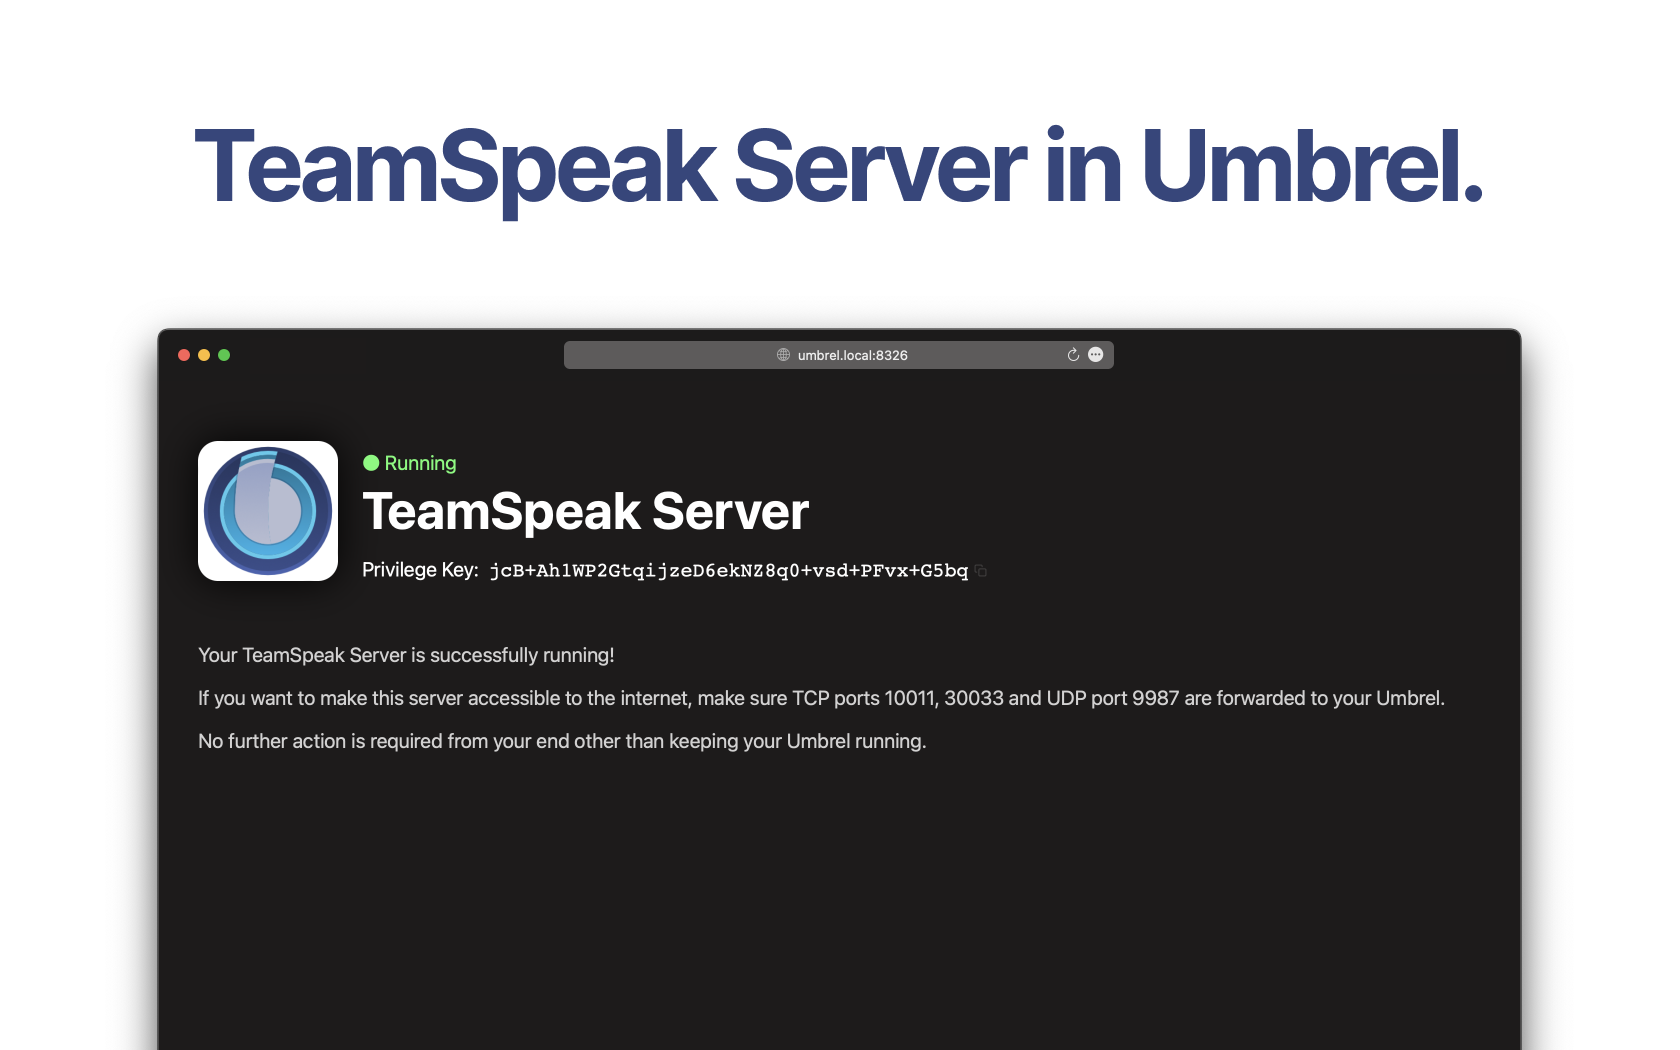 TeamSpeak Server in Umbrel.
umbrel.local:8326
Running
TeamSpeak Server
Privilege Key: jcB+Ah1WP2GtqijzeD6ekNZ8q0+vsd+PFvx+G5bq
Your TeamSpeak Server is successfully running!
If you want to make this server accessible to the internet, make sure TCP ports 10011, 30033 and UDP port 9987 are forwarded to your Umbrel.
No further action is required from your end other than keeping your Umbrel running.